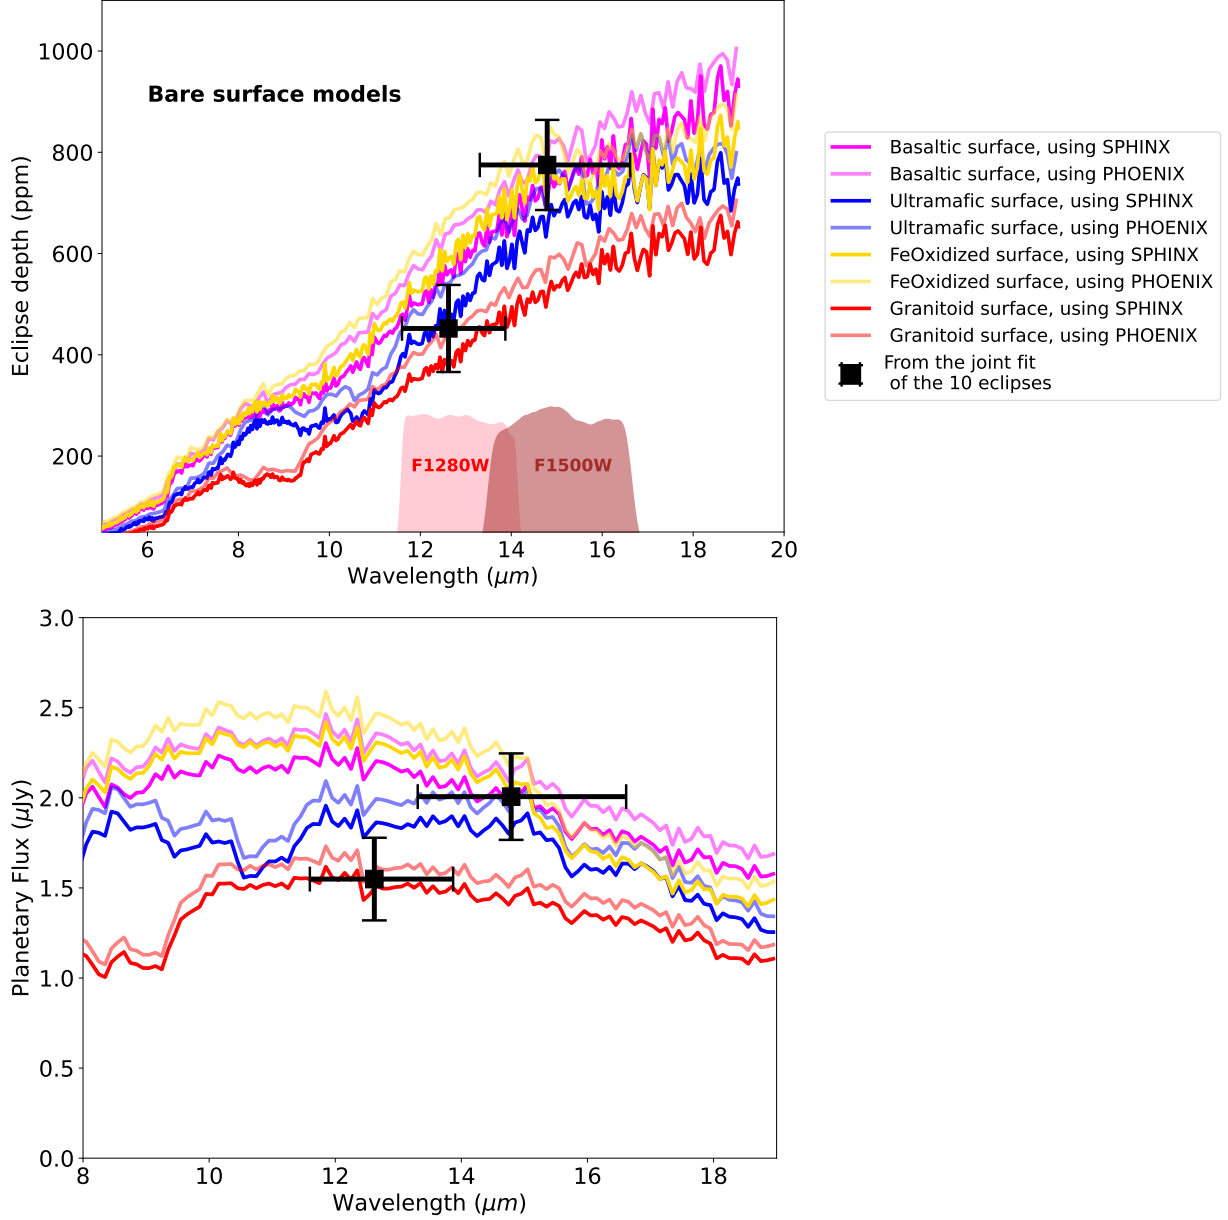 1000
800
600
400
200
Eclipse depth (ppm)
Bare surface models
F1280W
F1500W
6 8 10 12 14 16 18 20
Wavelength (μm)
Basaltic surface, using SPHINX
Basaltic surface, using PHOENIX
Ultramafic surface, using SPHINX
Ultramafic surface, using PHOENIX
FeOxidized surface, using SPHINX
FeOxidized surface, using PHOENIX
Granitoid surface, using SPHINX
Granitoid surface, using PHOENIX
From the joint fit
of the 10 eclipses
3.0
2.5
2.0
1.5
1.0
0.5
0.0
Planetary Flux (μJy)
8 10 12 14 16 18
Wavelength (μm)